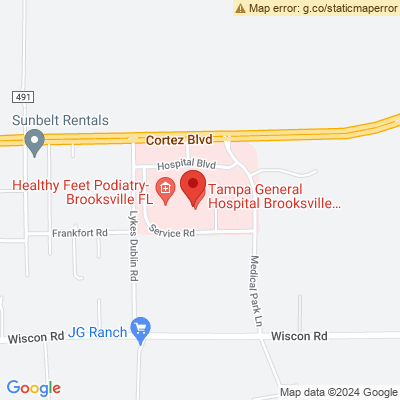 Map error: g.co/staticmaperror
491
Sunbelt Rentals
Cortez Blvd
Hospital Blvd
Healthy Feet Podiatry-
Brooksville FL
Tampa General
Hospital Brooksville...
Frankfort Rd
Service Rd
Lykes Dublin Rd
Medical Park Ln
Wiscon Rd
JG Ranch
Wiscon Rd
Google
Map data ©2024 Google